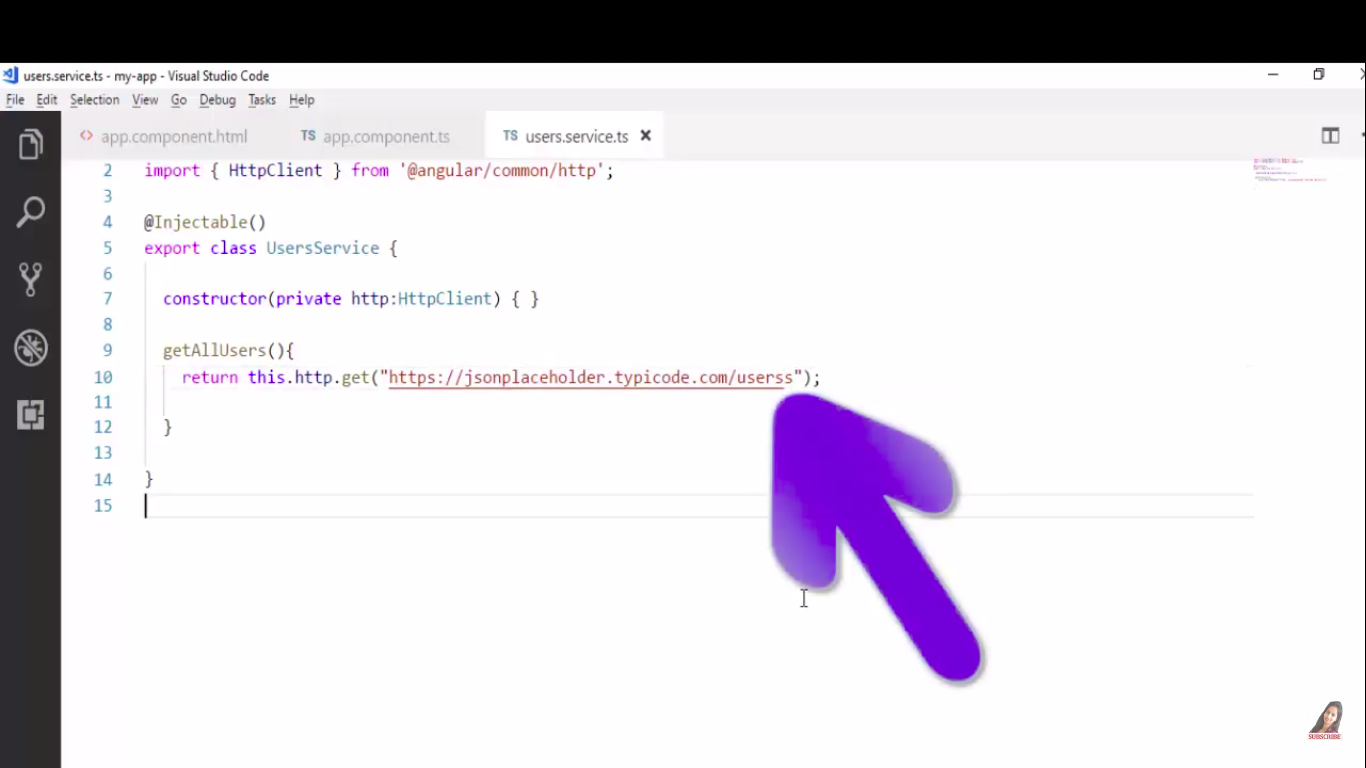 users.service.ts - my-app - Visual Studio Code
File Edit Selection View Go Debug Tasks Help
<> app.component.html TS app.component.ts TS users.service.ts ×
2 import { HttpClient } from '@angular/common/http';
3
4 @Injectable()
5 export class UsersService {
6
7 constructor(private http:HttpClient) { }
8
9 getAllUsers(){
10 return this.http.get("https://jsonplaceholder.typicode.com/userss");
11
12 }
13
14 }
15
SUBSCRIBE